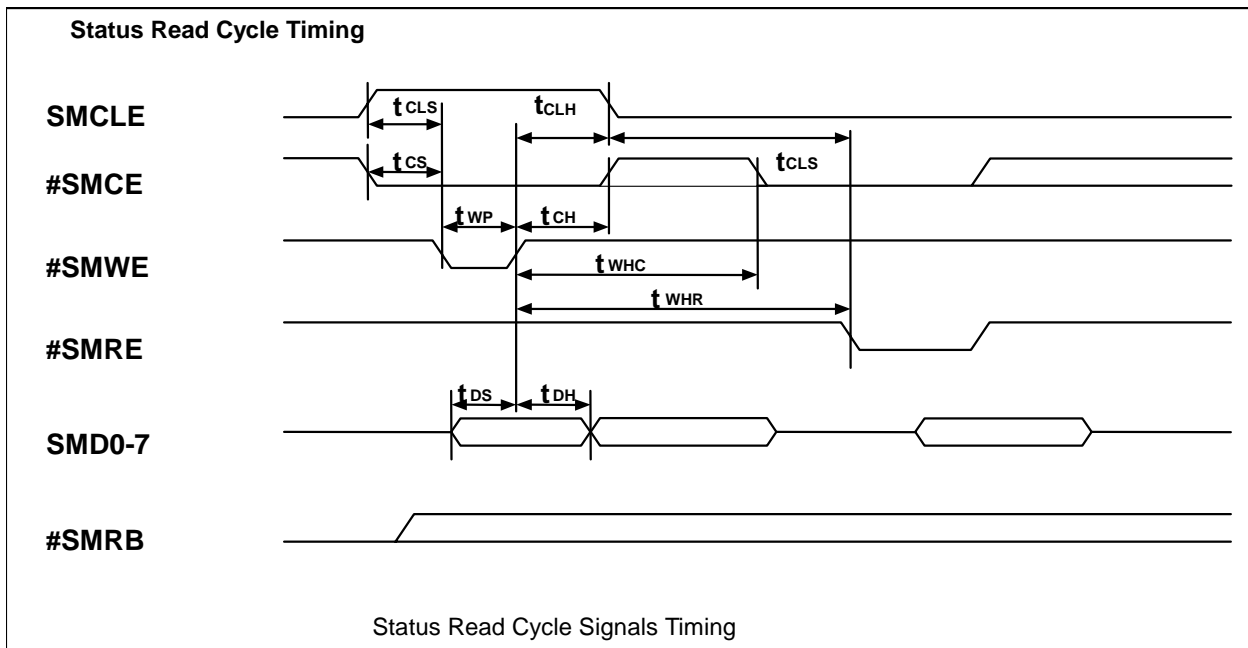 Status Read Cycle Timing
SMCLE
tCLS
tCLH
#SMCE
tCS
tCLS
#SMWE
tWP
tCH
tWHC
tWHR
#SMRE
SMD0-7
tDS
tDH
#SMRB
Status Read Cycle Signals Timing